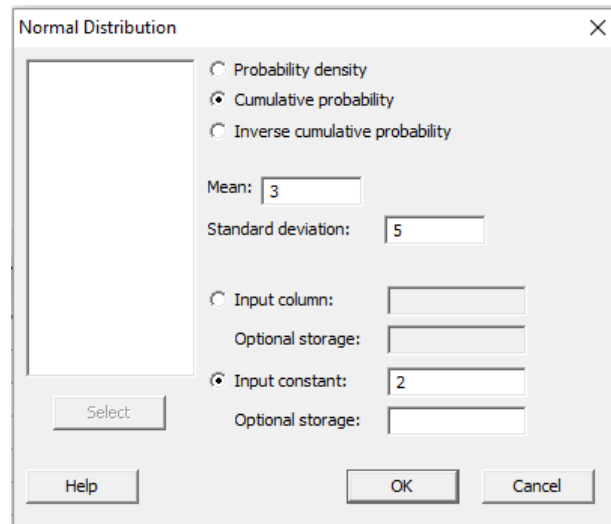 Normal Distribution
Probability density
Cumulative probability
Inverse cumulative probability
Mean: 3
Standard deviation: 5
Input column:
Optional storage:
Input constant: 2
Optional storage:
Select
Help OK Cancel